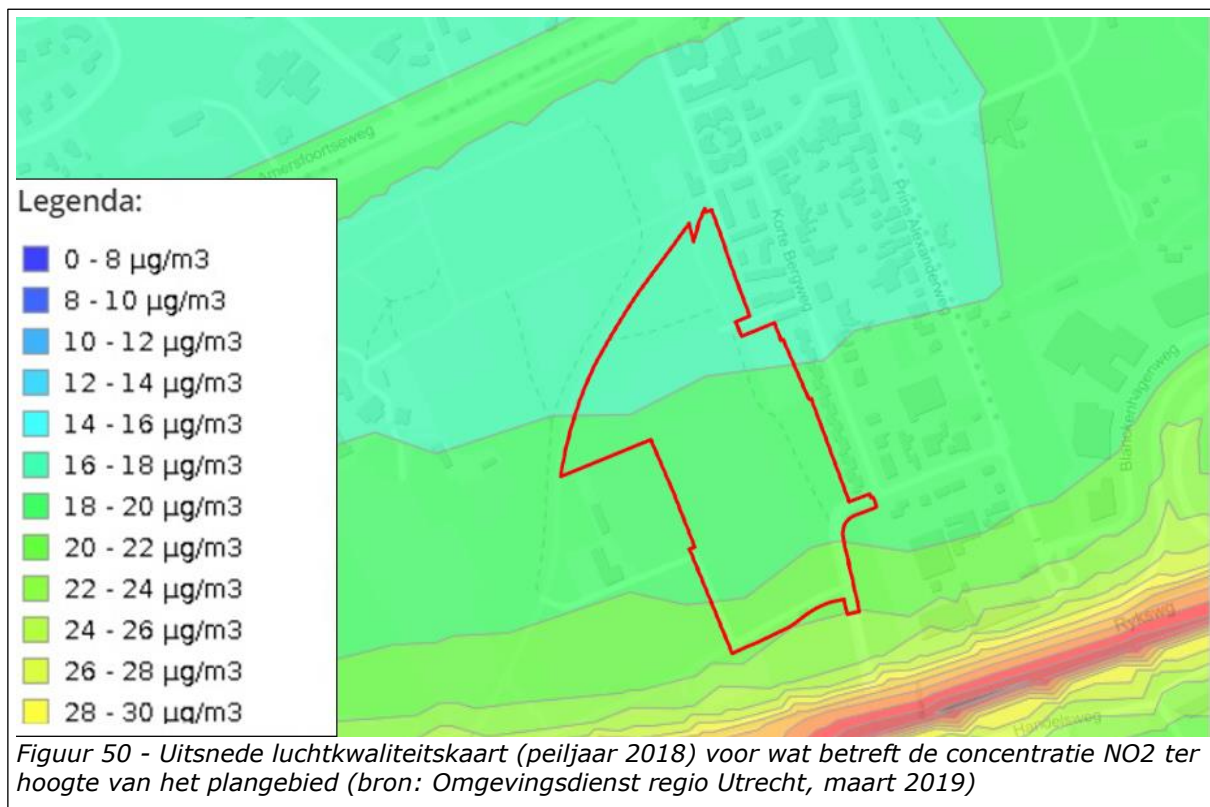 Amersfoortseweg
Korte Bergweg
Prins Alexanderweg
Blanckenhagenweg
Ryksweg
Handelsweg
Legenda:
0 - 8 µg/m3
8 - 10 µg/m3
10 - 12 µg/m3
12 - 14 µg/m3
14 - 16 µg/m3
16 - 18 µg/m3
18 - 20 µg/m3
20 - 22 µg/m3
22 - 24 µg/m3
24 - 26 µg/m3
26 - 28 µg/m3
28 - 30 µg/m3
Figuur 50 - Uitsnede luchtkwaliteitskaart (peiljaar 2018) voor wat betreft de concentratie NO2 ter
hoogte van het plangebied (bron: Omgevingsdienst regio Utrecht, maart 2019)